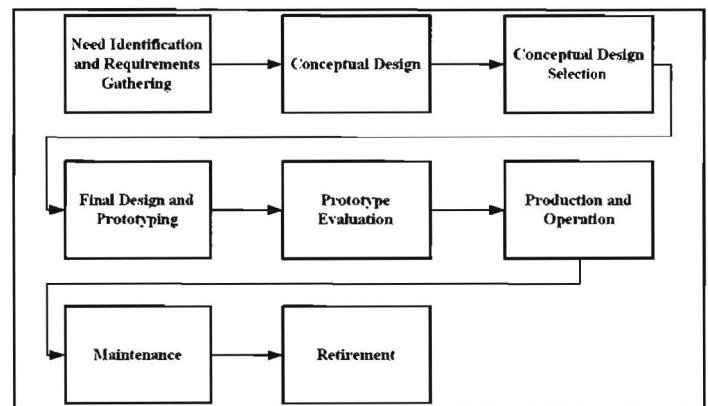 Need Identification
and Requirements
Gathering
Conceptual Design
Conceptual Design
Selection
Final Design and
Prototyping
Prototype
Evaluation
Production and
Operation
Maintenance
Retirement